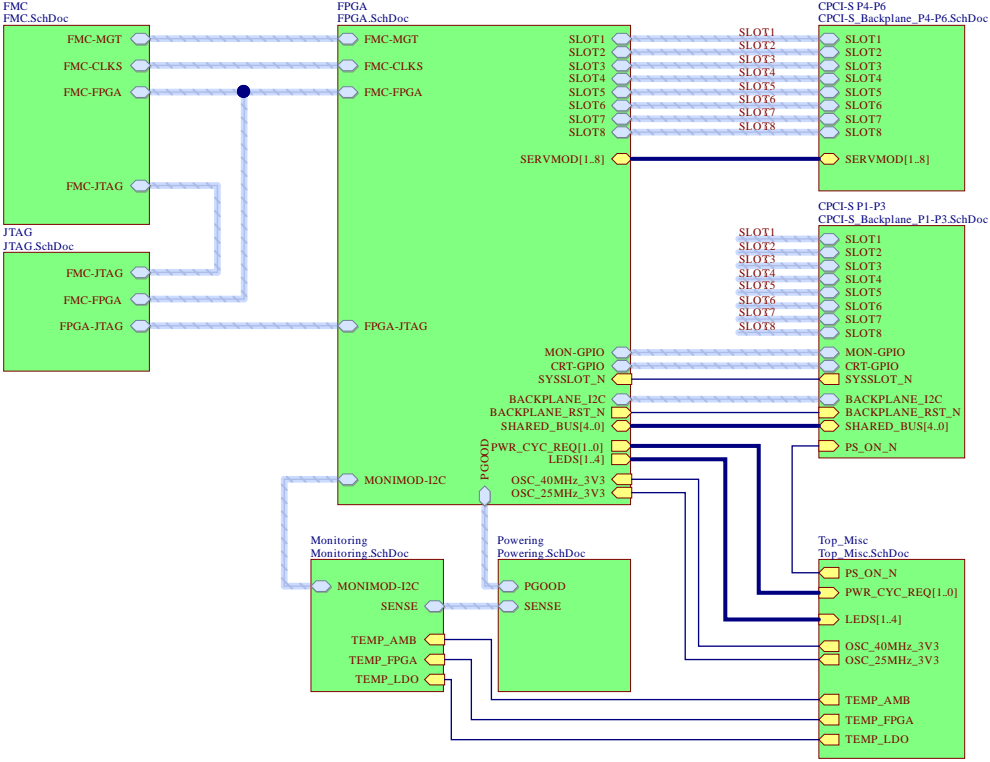 FMC
FMC.SchDoc
FMC-MGT
FMC-CLKS
FMC-FPGA
FMC-JTAG
JTAG
JTAG.SchDoc
FMC-JTAG
FMC-FPGA
FPGA-JTAG
FPGA
FPGA.SchDoc
FMC-MGT
FMC-CLKS
FMC-FPGA
FPGA-JTAG
MONIMOD-I2C
SLOT1
SLOT2
SLOT3
SLOT4
SLOT5
SLOT6
SLOT7
SLOT8
SERVMOD[1..8]
MON-GPIO
CRT-GPIO
SYSSLOT_N
BACKPLANE_I2C
BACKPLANE_RST_N
SHARED_BUS[4..0]
PWR_CYC_REQ[1..0]
LEDS[1..4]
OSC_40MHz_3V3
OSC_25MHz_3V3
PGOOD
SLOT1
SLOT2
SLOT3
SLOT4
SLOT5
SLOT6
SLOT7
SLOT8
CPCI-S P4-P6
CPCI-S_Backplane_P4-P6.SchDoc
SLOT1
SLOT2
SLOT3
SLOT4
SLOT5
SLOT6
SLOT7
SLOT8
SERVMOD[1..8]
CPCI-S P1-P3
CPCI-S_Backplane_P1-P3.SchDoc
SLOT1
SLOT2
SLOT3
SLOT4
SLOT5
SLOT6
SLOT7
SLOT8
SLOT1
SLOT2
SLOT3
SLOT4
SLOT5
SLOT6
SLOT7
SLOT8
MON-GPIO
CRT-GPIO
SYSSLOT_N
BACKPLANE_I2C
BACKPLANE_RST_N
SHARED_BUS[4..0]
PS_ON_N
Monitoring
Monitoring.SchDoc
MONIMOD-I2C
SENSE
TEMP_AMB
TEMP_FPGA
TEMP_LDO
Powering
Powering.SchDoc
PGOOD
SENSE
Top_Misc
Top_Misc.SchDoc
PS_ON_N
PWR_CYC_REQ[1..0]
LEDS[1..4]
OSC_40MHz_3V3
OSC_25MHz_3V3
TEMP_AMB
TEMP_FPGA
TEMP_LDO